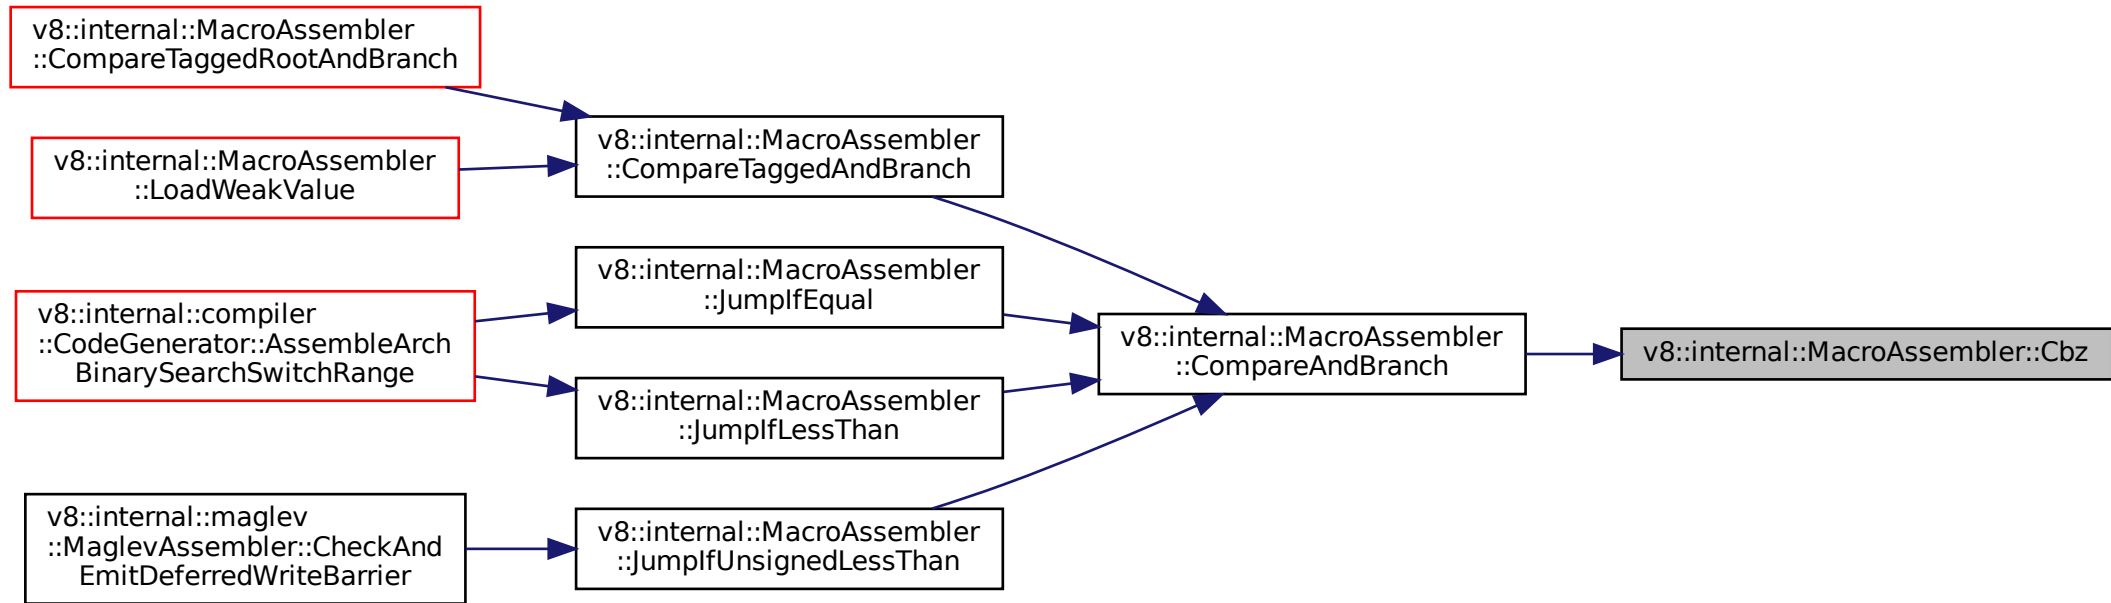 v8::internal::MacroAssembler
::CompareTaggedRootAndBranch
v8::internal::MacroAssembler
::LoadWeakValue
v8::internal::compiler
::CodeGenerator::AssembleArch
BinarySearchSwitchRange
v8::internal::maglev
::MaglevAssembler::CheckAnd
EmitDeferredWriteBarrier
v8::internal::MacroAssembler
::CompareTaggedAndBranch
v8::internal::MacroAssembler
::JumpIfEqual
v8::internal::MacroAssembler
::JumpIfLessThan
v8::internal::MacroAssembler
::JumpIfUnsignedLessThan
v8::internal::MacroAssembler
::CompareAndBranch
v8::internal::MacroAssembler::Cbz